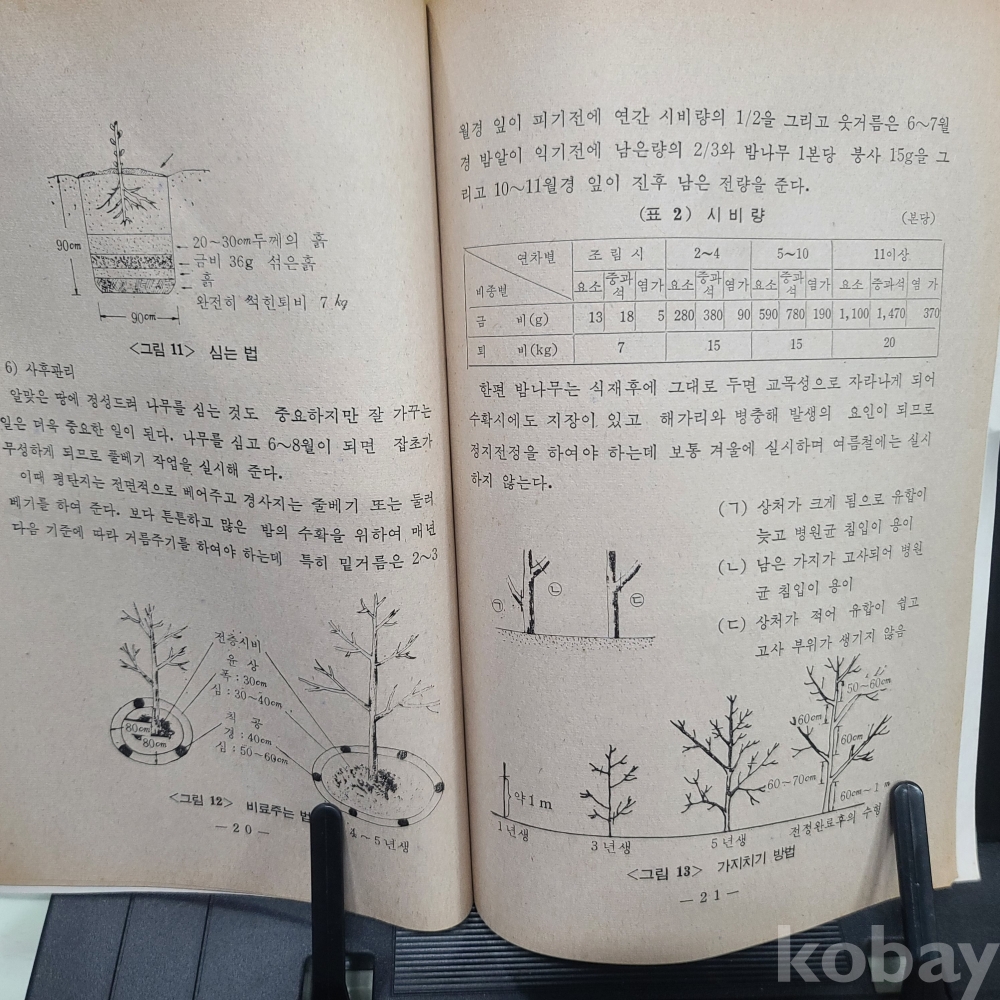 90cm
20~30cm두께의 흙
금비 36g 섞은흙
흙
완전히 썩힌퇴비 7kg
90cm
<그림 11> 심는 법
6) 사후관리
알맞은 땅에 정성드려 나무를 심는 것도 중요하지만 잘 가꾸는
일은 더욱 중요한 일이 된다. 나무를 심고 6~8월이 되면 잡초가
무성하게 되므로 풀베기 작업을 실시해 준다.
이때 평탄지는 전면적으로 베어주고 경사지는 줄베기 또는 둘러
베기를 하여 준다. 보다 튼튼하고 많은 밤의 수확을 위하여 매년
다음 기준에 따라 거름주기를 하여야 하는데 특히 밑거름은 2~3
전층시비
윤상
폭:30cm
심:30~40cm
척공
경:40cm
심:50~60cm
80cm
80cm
<그림 12> 비료주는 법
4~5년생
—20—
월경 잎이 피기전에 연간 시비량의 1/2을 그리고 웃거름은 6~7월
경 밤알이 익기전에 남은량의 2/3와 밤나무 1본당 붕사 15g을 그
리고 10~11월경 잎이 진후 남은 전량을 준다.
(표 2) 시비량 (본당)
연차별 조림시 2~4 5~10 11이상
비종별 요소 중과석 염가 요소 중과석 염가 요소 중과석 염가 요소 중과석 염가
금비(g) 13 18 5 280 380 90 590 780 190 1,100 1,470 370
퇴비(kg) 7 15 15 20
한편 밤나무는 식재후에 그대로 두면 교목성으로 자라나게 되어
수확시에도 지장이 있고 해가리와 병충해 발생의 요인이 되므로
정지전정을 하여야 하는데 보통 겨울에 실시하며 여름철에는 실시
하지 않는다.
(ㄱ) 상처가 크게 됨으로 유합이
늦고 병원균 침입이 용이
(ㄴ) 남은 가지가 고사되어 병원
균 침입이 용이
(ㄷ) 상처가 적어 유합이 쉽고
고사 부위가 생기지 않음
㉠
㉡
㉢
50~60cm
60cm
60cm
60~70cm
60cm~1m
약1m
1년생
3년생
5년생
전정완료후의 수형
<그림 13> 가지치기 방법
—21—
kobay